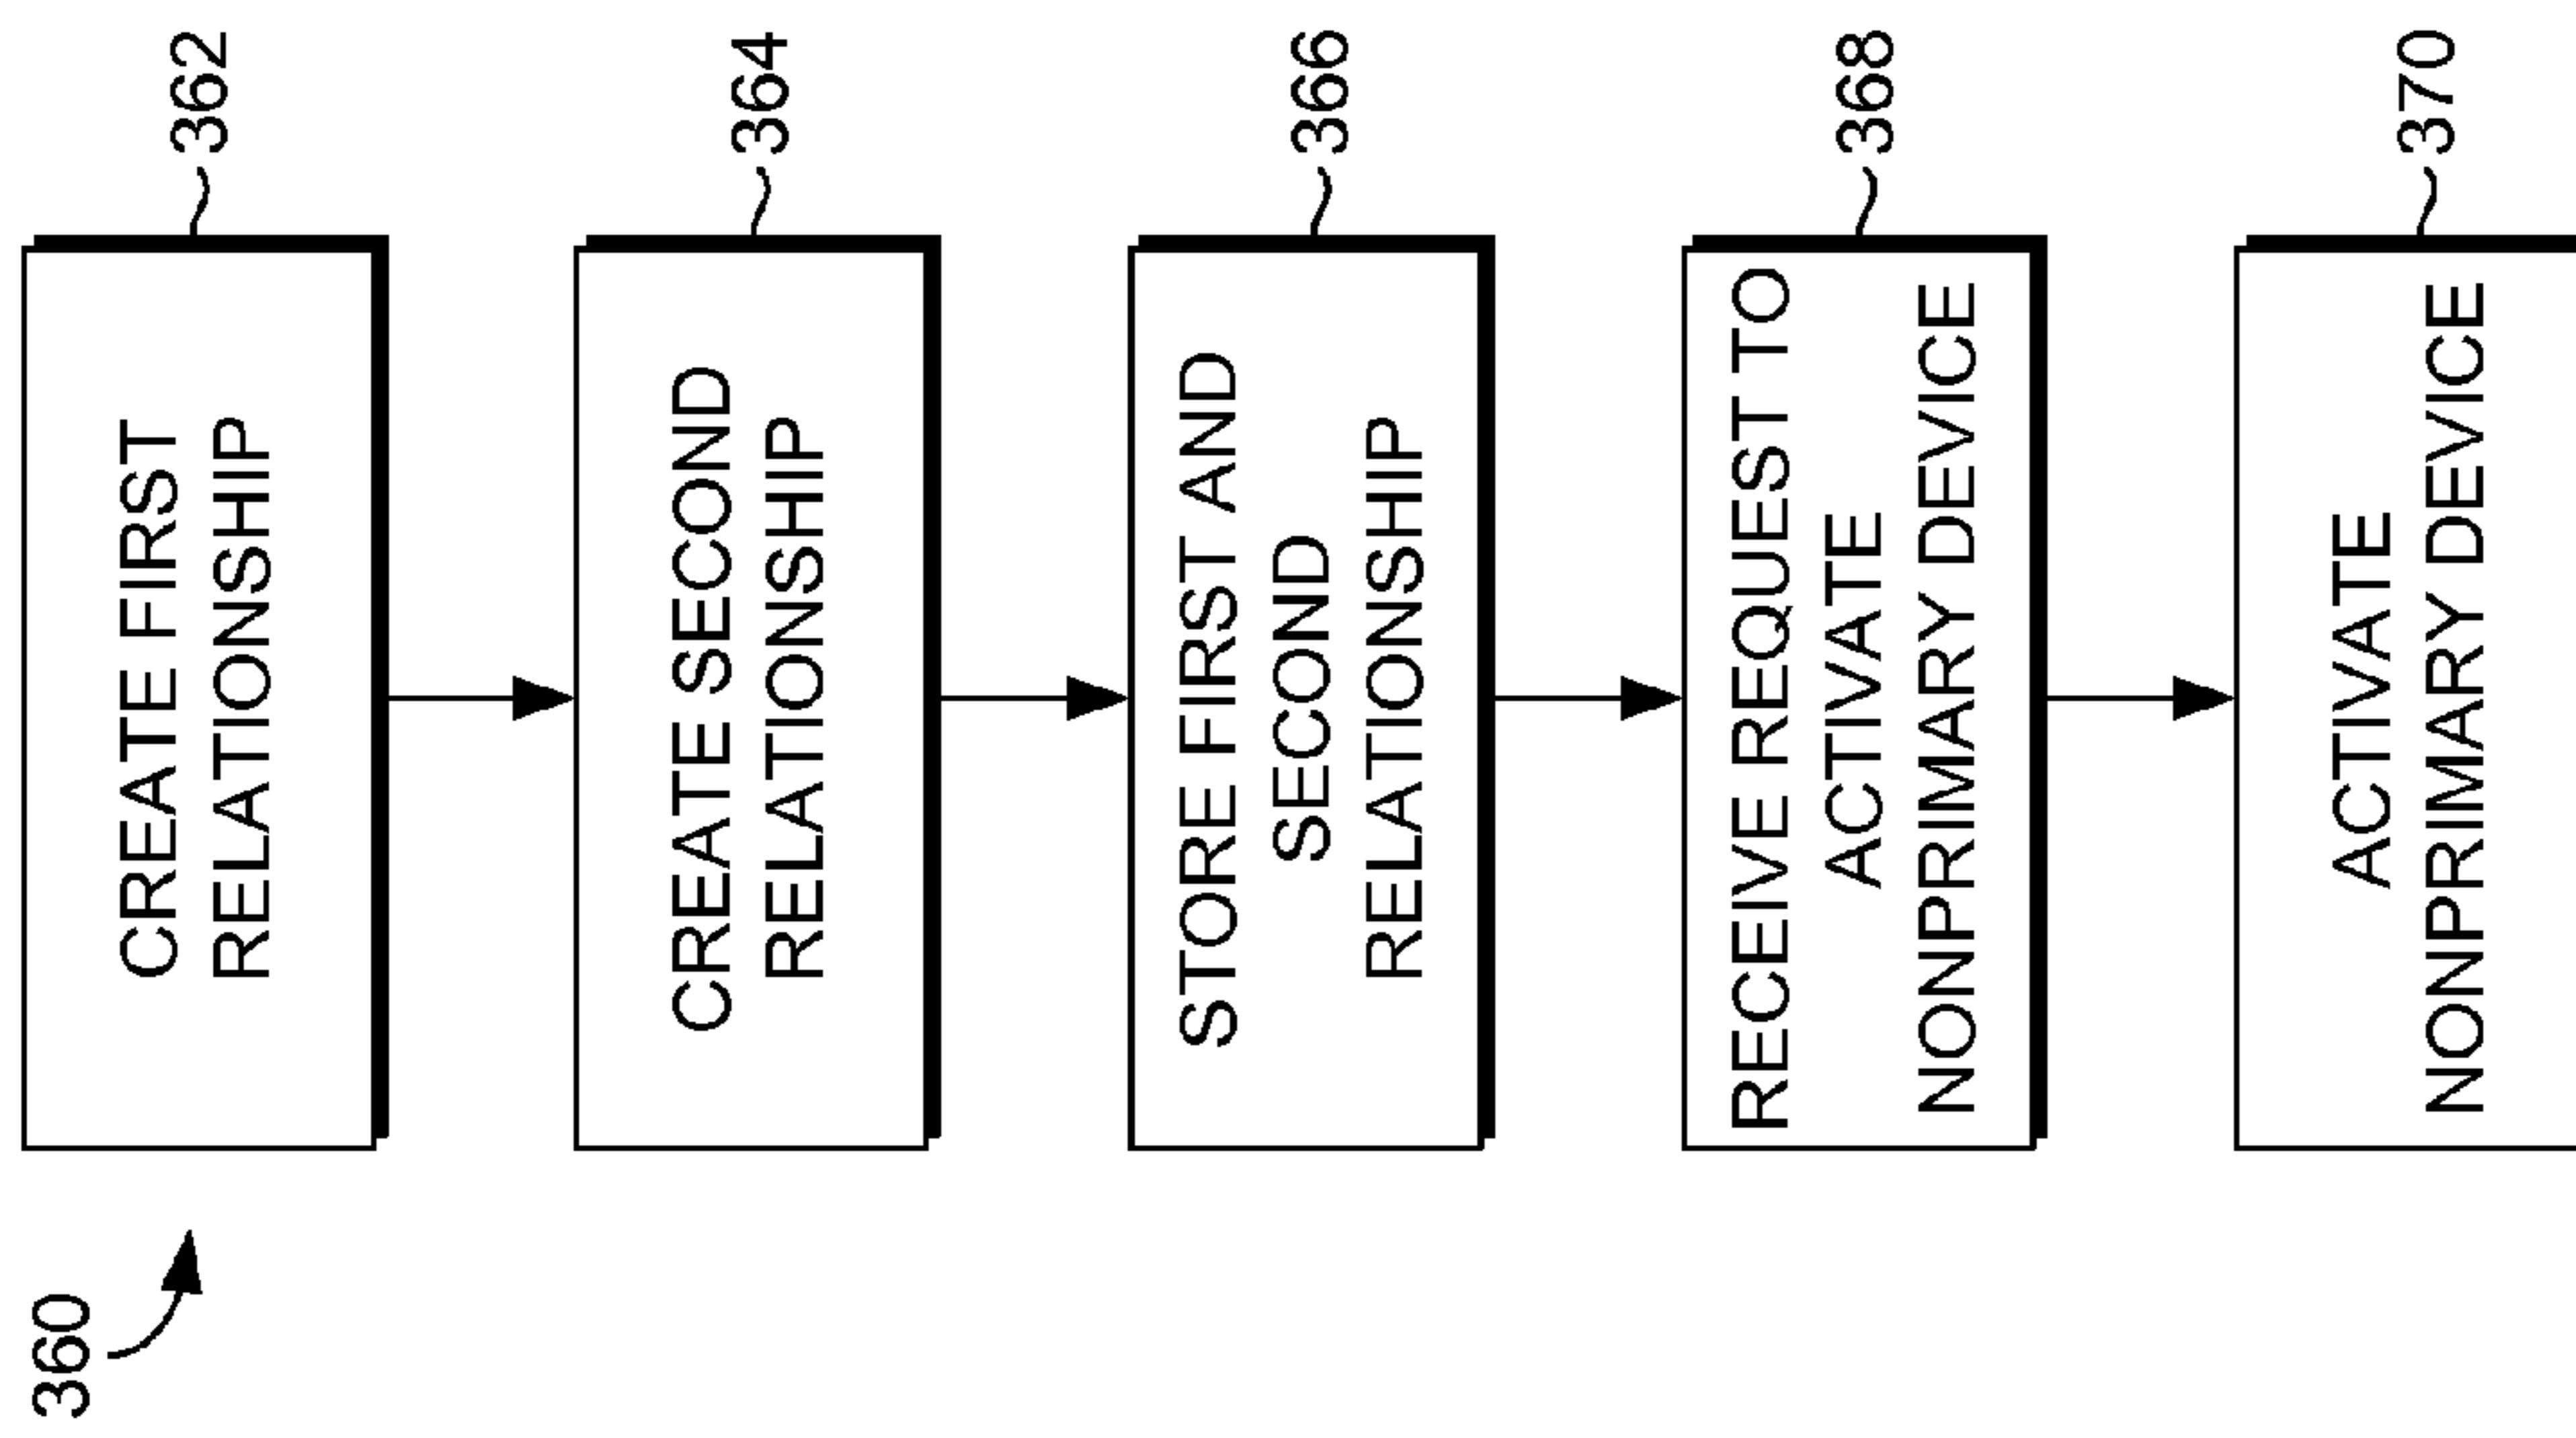 360
CREATE FIRST
RELATIONSHIP
362
CREATE SECOND
RELATIONSHIP
364
STORE FIRST AND
SECOND
RELATIONSHIP
366
RECEIVE REQUEST TO
ACTIVATE
NONPRIMARY DEVICE
368
ACTIVATE
NONPRIMARY DEVICE
370